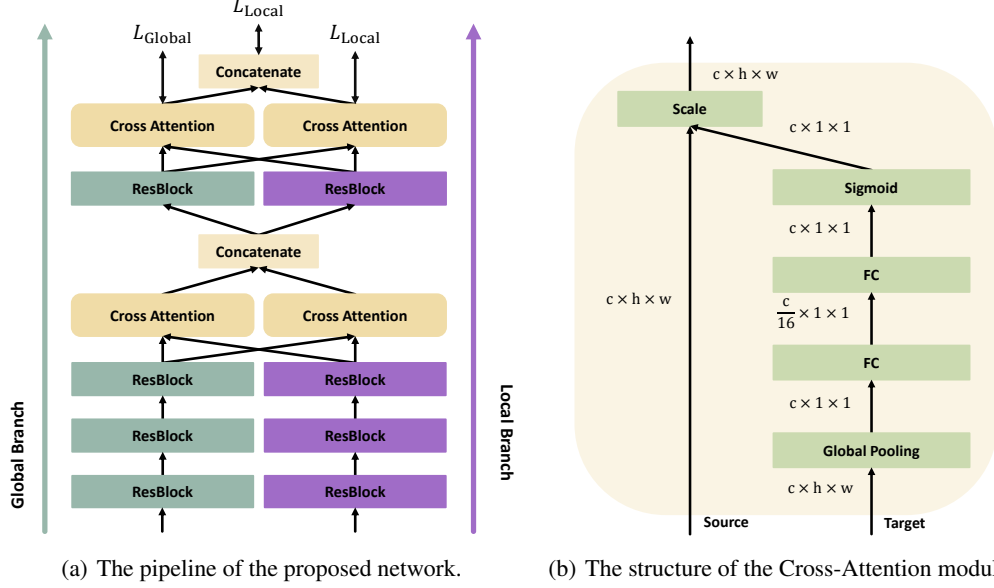 L_Local
L_Global
L_Local
Concatenate
Cross Attention
Cross Attention
ResBlock
ResBlock
Concatenate
Cross Attention
Cross Attention
ResBlock
ResBlock
ResBlock
ResBlock
ResBlock
ResBlock
Global Branch
Local Branch
(a) The pipeline of the proposed network.
c × h × w
Scale
c × 1 × 1
Sigmoid
c × 1 × 1
FC
c × h × w
c/16 × 1 × 1
FC
c × 1 × 1
Global Pooling
c × h × w
Source
Target
(b) The structure of the Cross-Attention modul